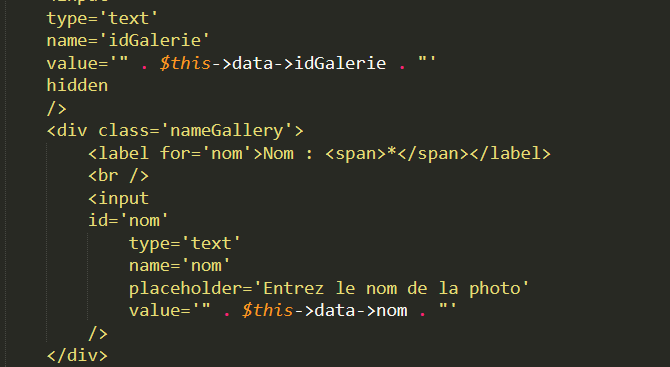 <input
type='text'
name='idGalerie'
value='" . $this->data->idGalerie . "'
hidden
/>
<div class='nameGallery'>
<label for='nom'>Nom : <span>*</span></label>
<br />
<input
id='nom'
type='text'
name='nom'
placeholder='Entrez le nom de la photo'
value='" . $this->data->nom . "'
/>
</div>